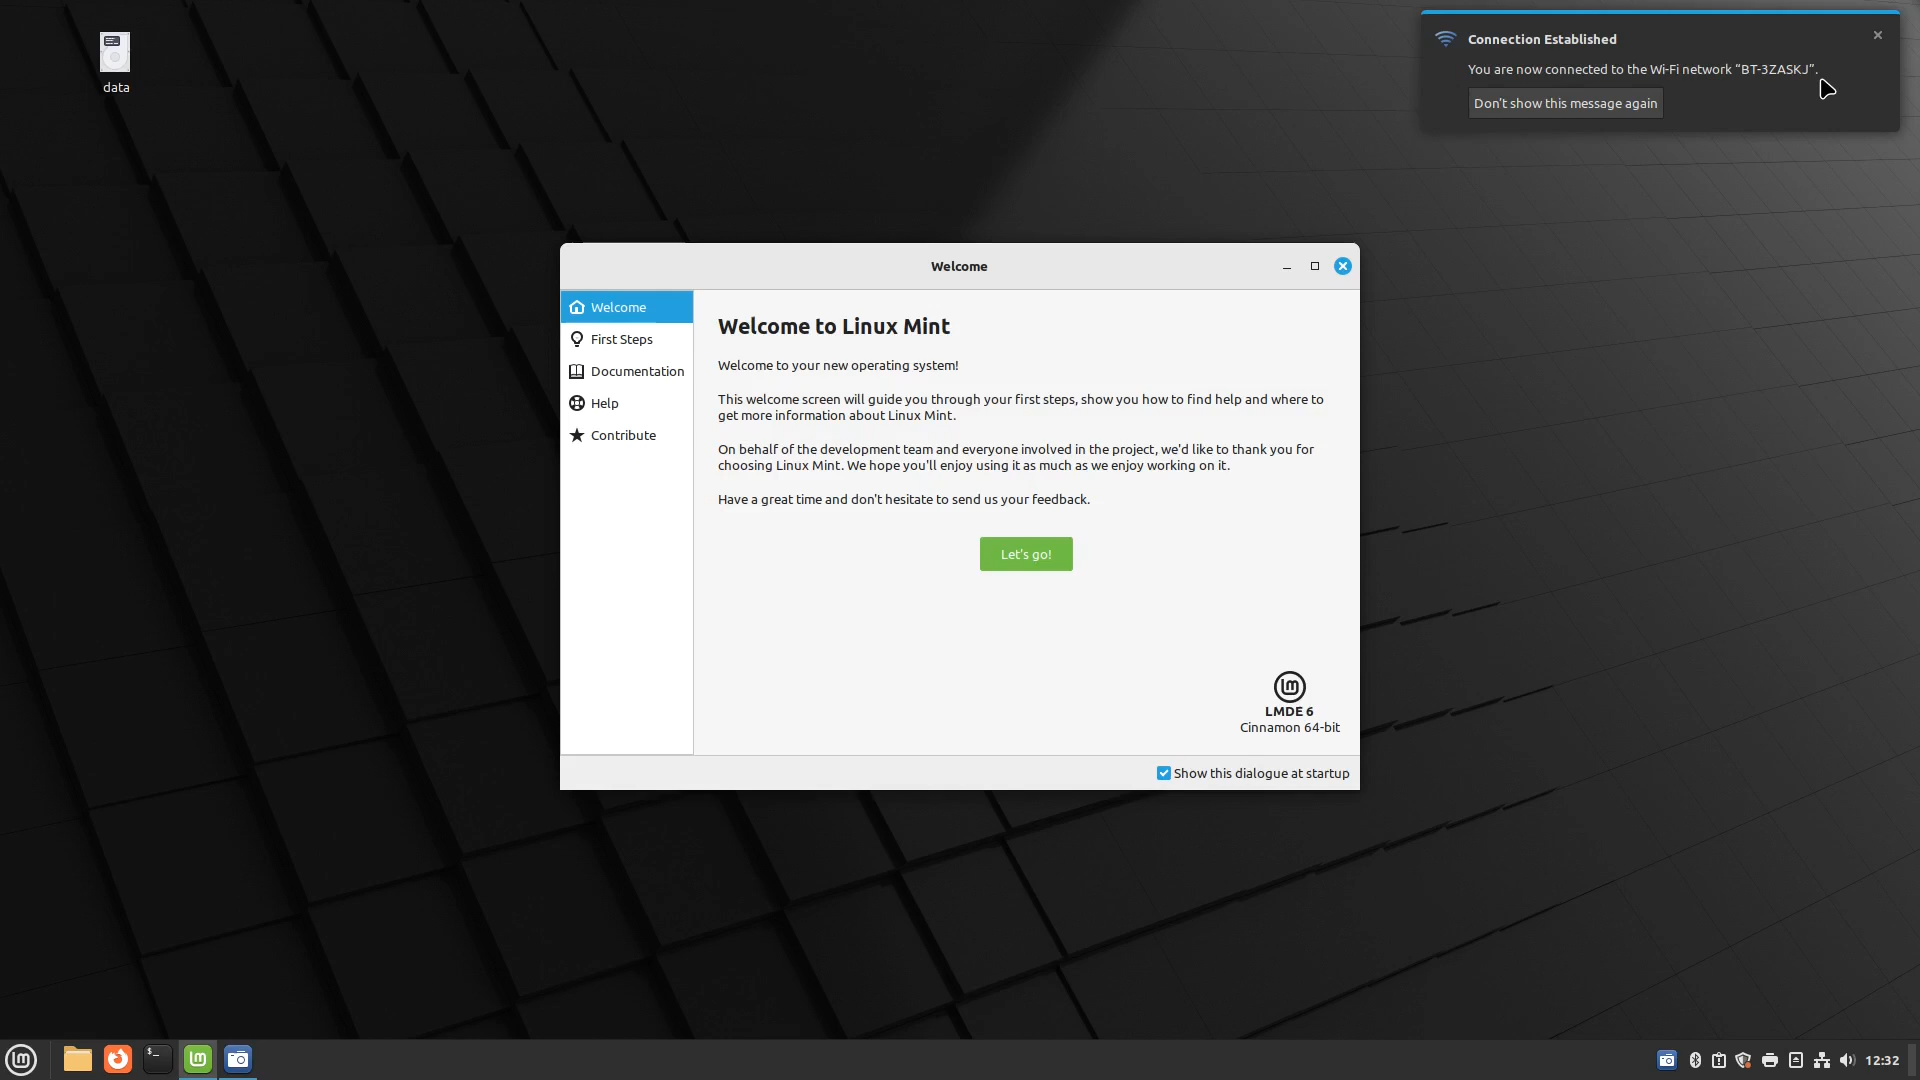 data
Connection Established
You are now connected to the Wi-Fi network “BT-3ZASKJ”.
Don't show this message again
Welcome
Welcome
First Steps
Documentation
Help
Contribute
Welcome to Linux Mint
Welcome to your new operating system!
This welcome screen will guide you through your first steps, show you how to find help and where to
get more information about Linux Mint.
On behalf of the development team and everyone involved in the project, we'd like to thank you for
choosing Linux Mint. We hope you'll enjoy using it as much as we enjoy working on it.
Have a great time and don't hesitate to send us your feedback.
Let's go!
LMDE 6
Cinnamon 64-bit
Show this dialogue at startup
12:32